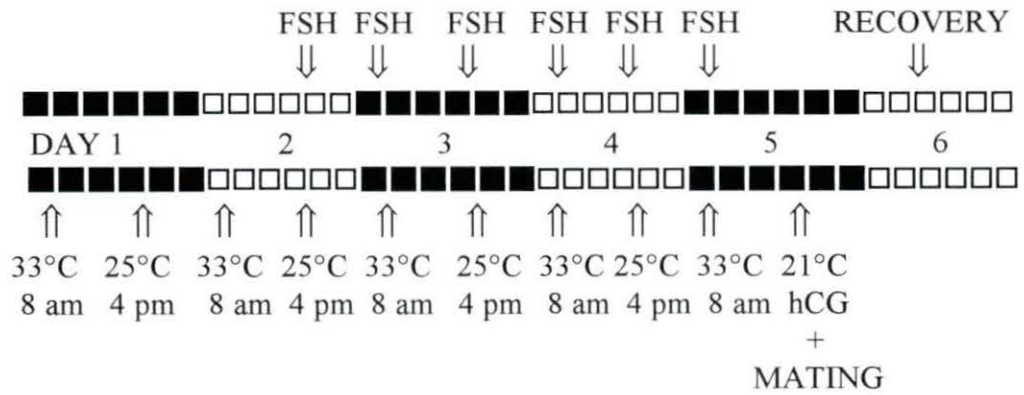 FSH FSH FSH FSH FSH FSH RECOVERY
DAY 1 2 3 4 5 6
33°C 25°C 33°C 25°C 33°C 25°C 33°C 25°C 33°C 21°C
8 am 4 pm 8 am 4 pm 8 am 4 pm 8 am 4 pm 8 am hCG
+
MATING